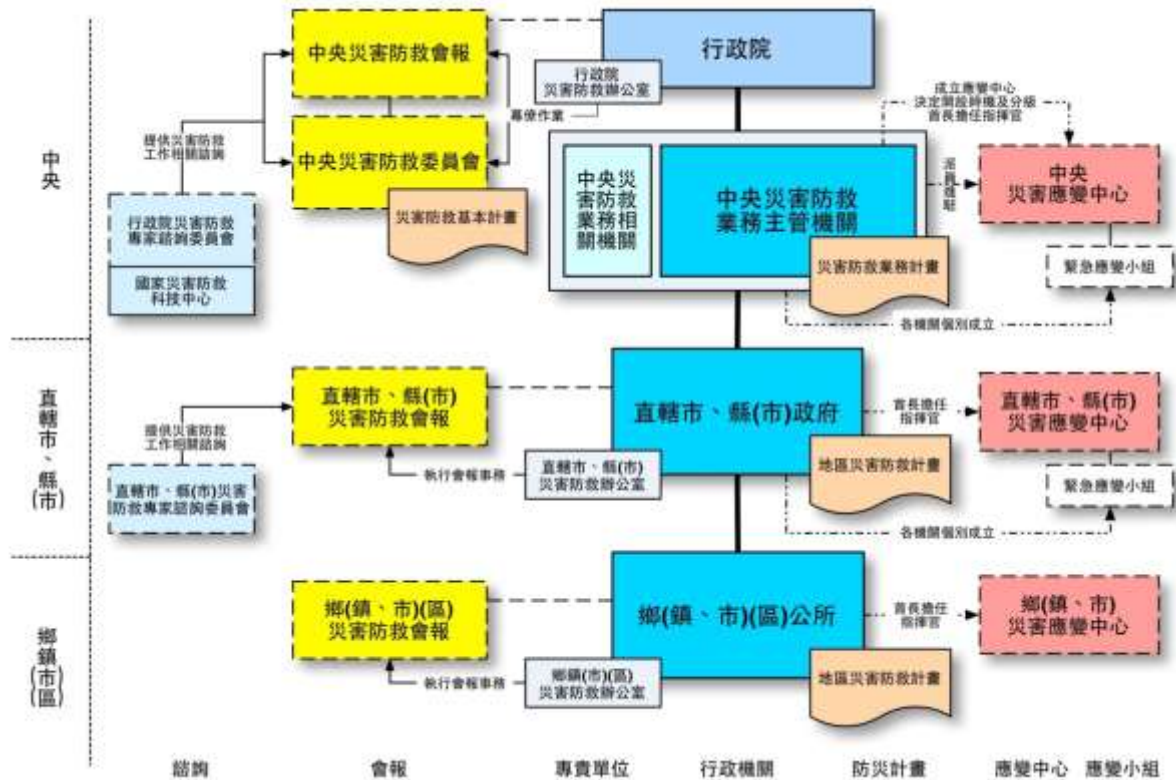 中央
直轄市、縣(市)
鄉鎮(市區)
中央災害防救會報
中央災害防救委員會
災害防救基本計畫
提供災害防救
工作相關諮詢
行政院災害防救
專家諮詢委員會
國家災害防救
科技中心
行政院
行政院
災害防救辦公室
幕僚作業
中央災
害防救
業務相
關機關
中央災害防救
業務主管機關
災害防救業務計畫
成立應變中心
決定開設時機及分級
首長擔任指揮官
派員進駐
中央
災害應變中心
緊急應變小組
各機關個別成立
直轄市、縣(市)
災害防救會報
提供災害防救
工作相關諮詢
直轄市、縣(市)災害
防救專家諮詢委員會
執行會報事務
直轄市、縣(市)
災害防救辦公室
直轄市、縣(市)政府
地區災害防救計畫
首長擔任
指揮官
直轄市、縣(市)
災害應變中心
緊急應變小組
各機關個別成立
鄉(鎮、市)(區)
災害防救會報
執行會報事務
鄉鎮(市)(區)
災害防救辦公室
鄉(鎮、市)(區)公所
地區災害防救計畫
首長擔任
指揮官
鄉(鎮、市)
災害應變中心
諮詢
會報
專責單位
行政機關
防災計畫
應變中心
應變小組